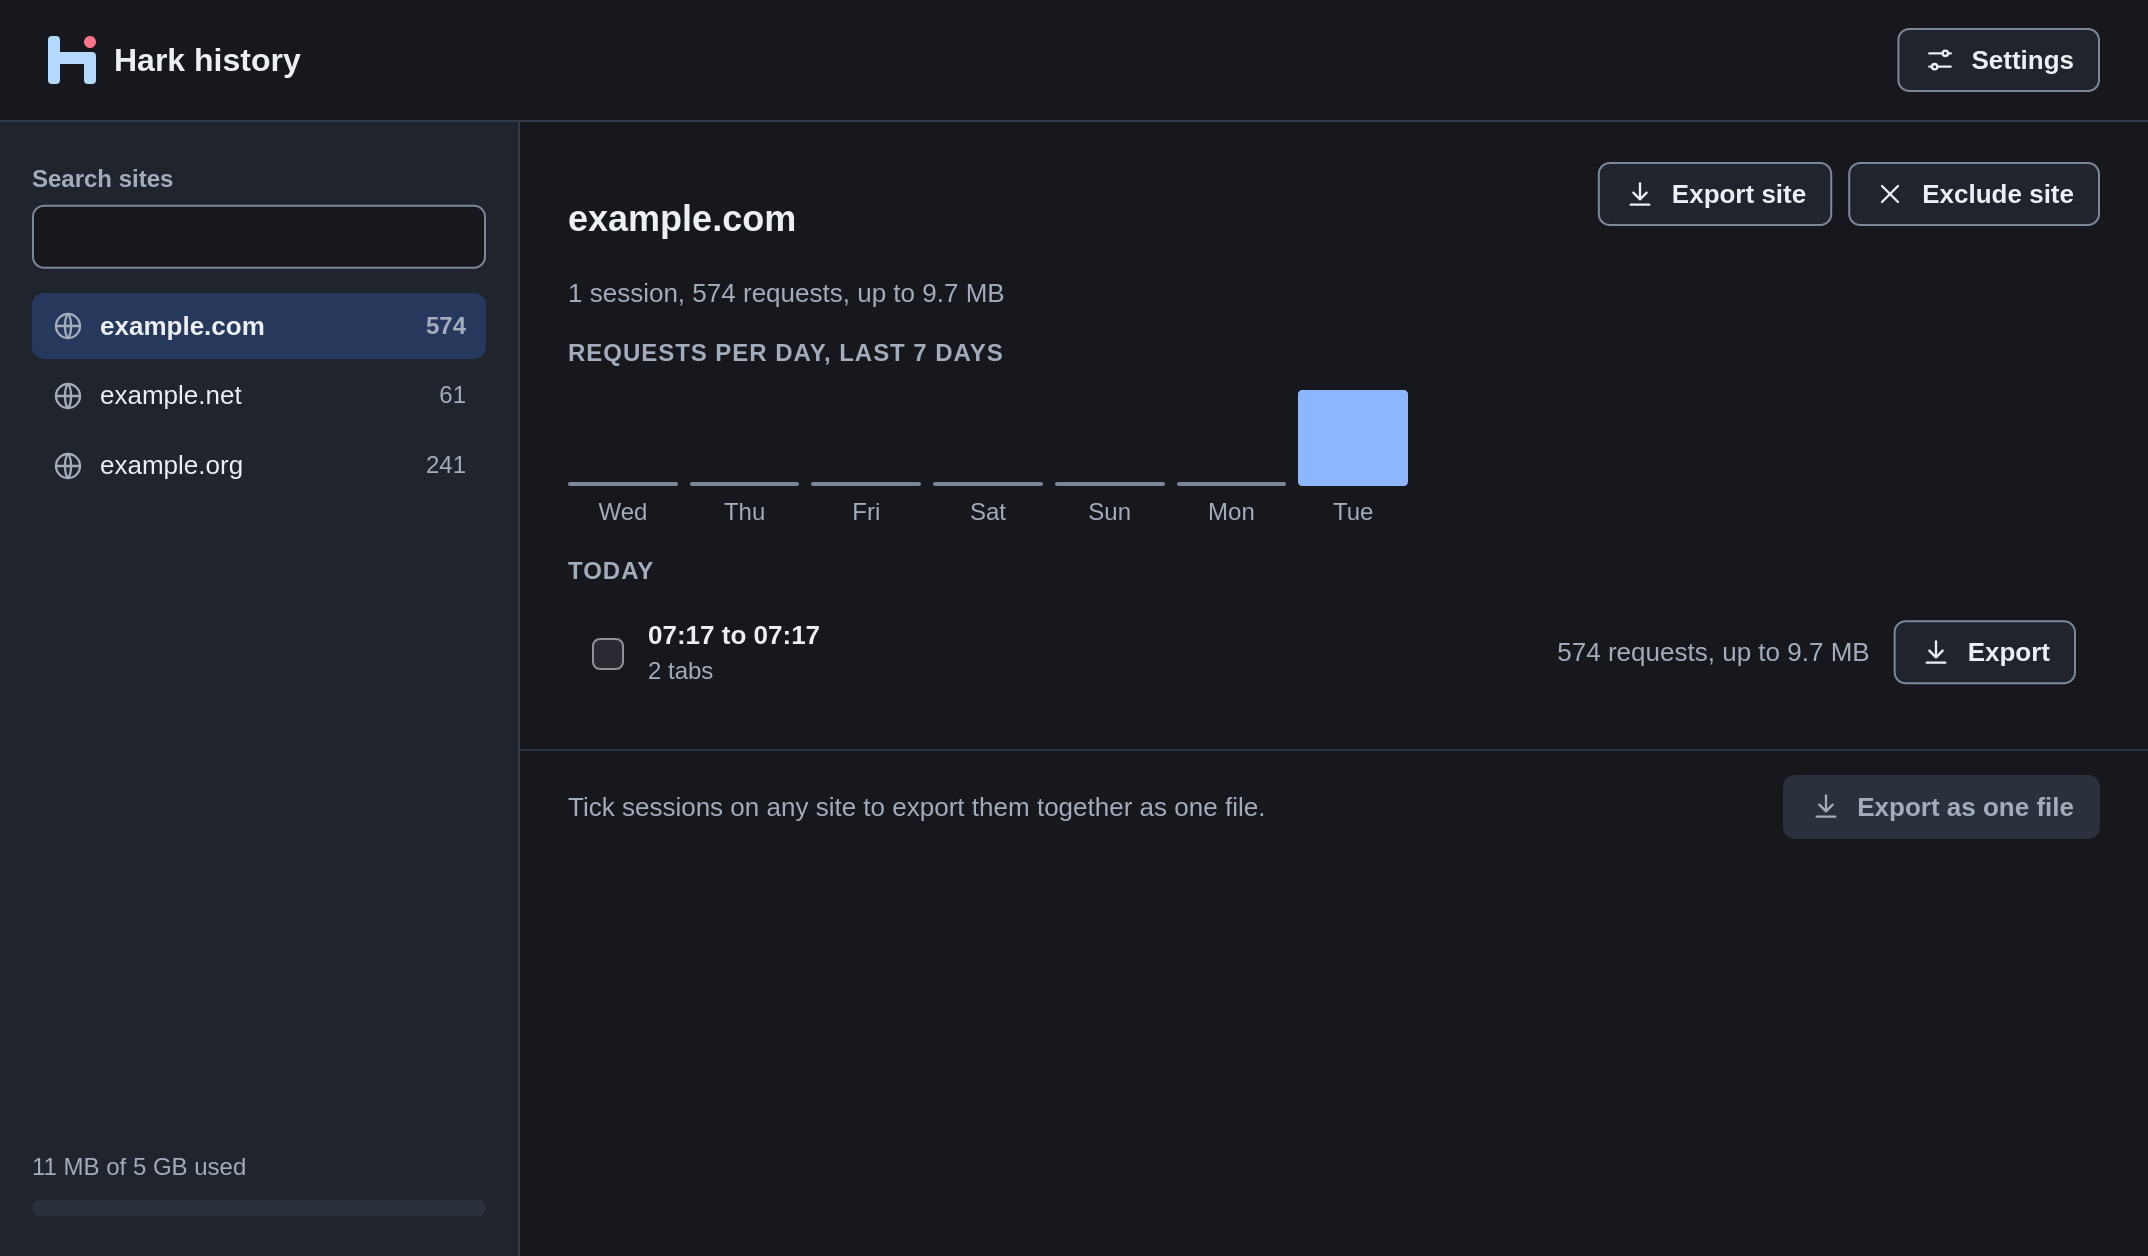 Hark history
Settings
Search sites
example.com 574
example.net 61
example.org 241
11 MB of 5 GB used
example.com
Export site
Exclude site
1 session, 574 requests, up to 9.7 MB
REQUESTS PER DAY, LAST 7 DAYS
Wed Thu Fri Sat Sun Mon Tue
TODAY
07:17 to 07:17
2 tabs
574 requests, up to 9.7 MB
Export
Tick sessions on any site to export them together as one file.
Export as one file